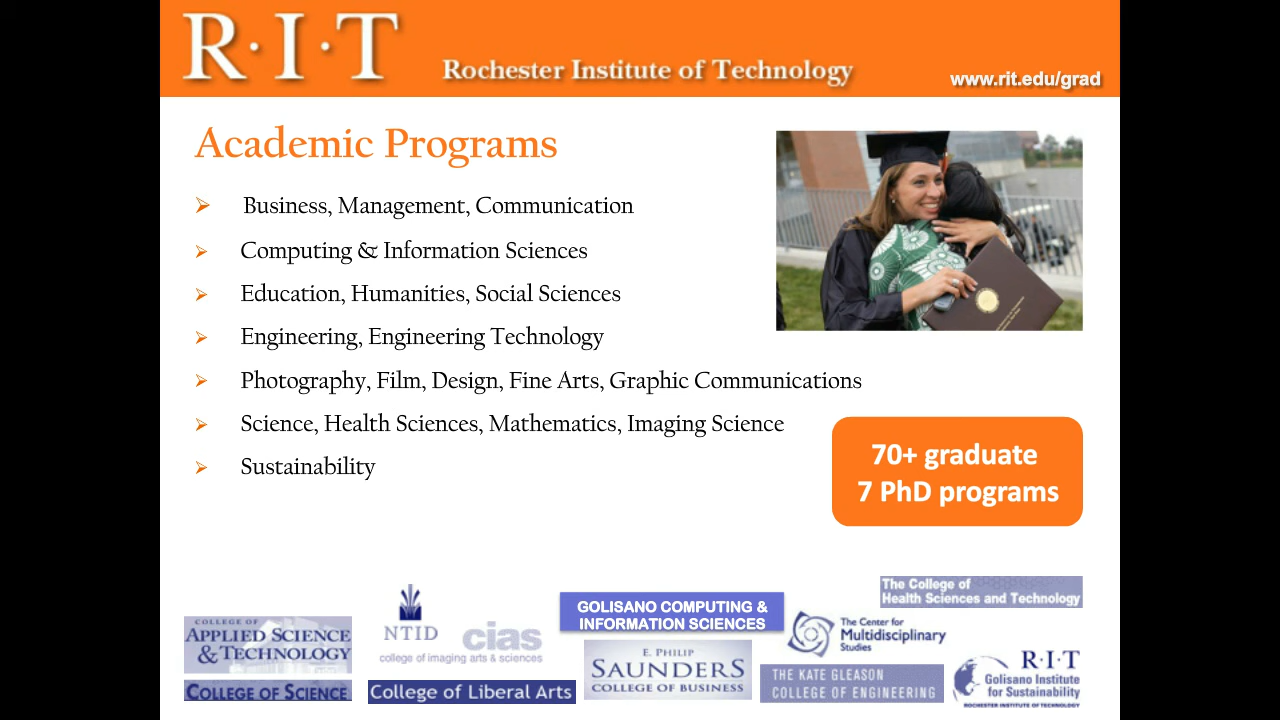 R·I·T
Rochester Institute of Technology
www.rit.edu/grad
Academic Programs
Business, Management, Communication
Computing & Information Sciences
Education, Humanities, Social Sciences
Engineering, Engineering Technology
Photography, Film, Design, Fine Arts, Graphic Communications
Science, Health Sciences, Mathematics, Imaging Science
Sustainability
70+ graduate
7 PhD programs
COLLEGE OF
APPLIED SCIENCE
& TECHNOLOGY
COLLEGE OF SCIENCE
NTID
cias
college of imaging arts & sciences
College of Liberal Arts
GOLISANO COMPUTING &
INFORMATION SCIENCES
E. PHILIP
SAUNDERS
COLLEGE OF BUSINESS
The College of
Health Sciences and Technology
The Center for
Multidisciplinary
Studies
THE KATE GLEASON
COLLEGE OF ENGINEERING
R·I·T
Golisano Institute
for Sustainability
ROCHESTER INSTITUTE OF TECHNOLOGY